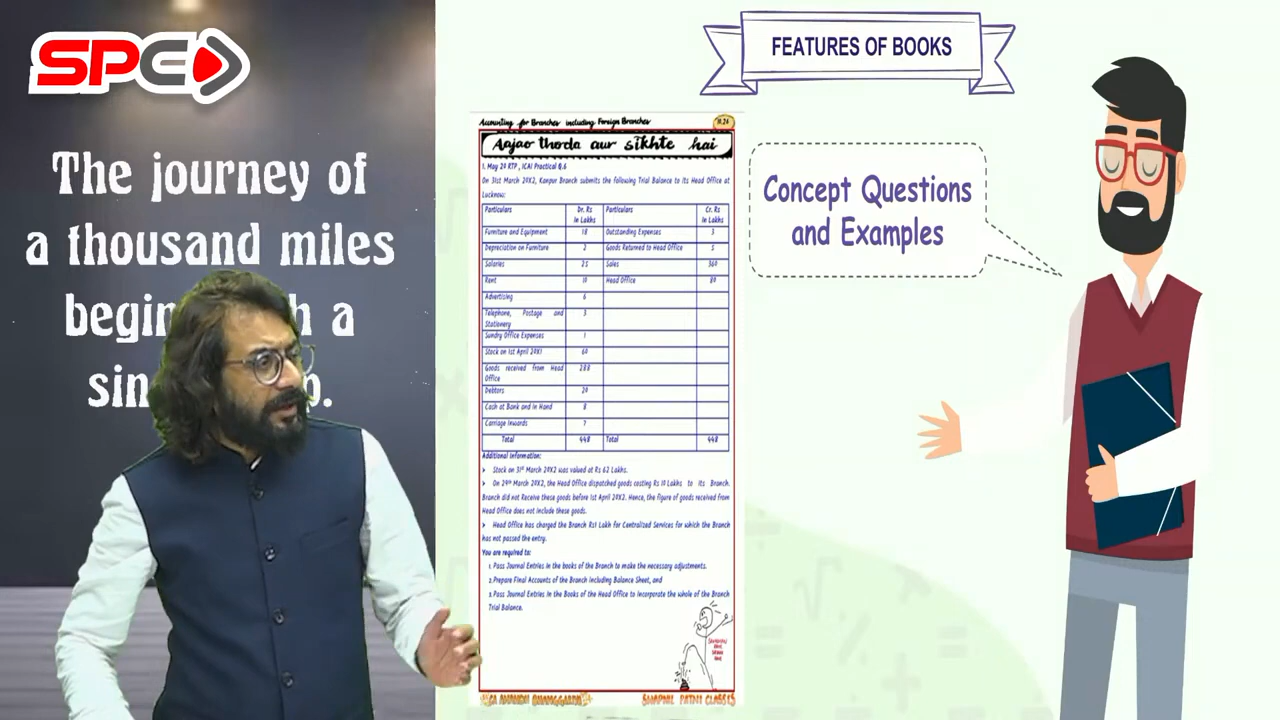 SPC
The journey of
a thousand miles
begin h a
sin p.
FEATURES OF BOOKS
Concept Questions
and Examples
Accounting for Branches including Foreign Branches
Aajao thoda aur sikhte hai
1. May 20 RTP, ICAI Practical Q.6
On 31st March 20X2, Kanpur Branch submits the following Trial Balance to its Head Office at
Lucknow:
Particulars Dr. Rs In Lakhs Particulars Cr. Rs In Lakhs
Furniture and Equipment 18 Outstanding Expenses 3
Depreciation on Furniture 2 Goods Returned to Head Office 5
Salaries 25 Sales 360
Rent 10 Head Office 80
Advertising 6
Telephone, Postage and Stationery 3
Sundry Office Expenses 1
Stock on 1st April 20X1 60
Goods received from Head Office 288
Debtors 20
Cash at Bank and in Hand 8
Carriage Inwards 7
Total 448 Total 448
Additional Information:
➢ Stock on 31st March 20X2 was valued at Rs 62 Lakhs.
➢ On 29th March 20X2, the Head Office dispatched goods costing Rs 10 Lakhs to its Branch.
Branch did not Receive these goods before 1st April 20X2. Hence, the figure of goods received from
Head Office does not include these goods.
➢ Head Office has charged the Branch Rs1 Lakh for Centralized Services for which the Branch
has not passed the entry.
You are required to:
1. Pass Journal Entries in the books of the Branch to make the necessary adjustments.
2.Prepare Final Accounts of the Branch including Balance Sheet, and
3.Pass Journal Entries in the Books of the Head Office to incorporate the whole of the Branch
Trial Balance.
SWAPNIL PATNI CLASSES